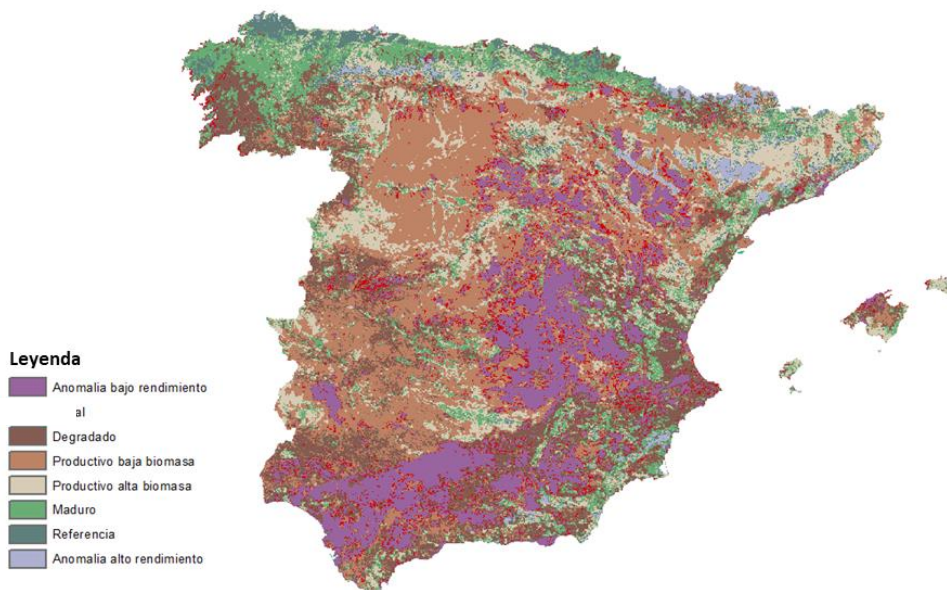 Leyenda
Anomalia bajo rendimiento
al
Degradado
Productivo baja biomasa
Productivo alta biomasa
Maduro
Referencia
Anomalia alto rendimiento